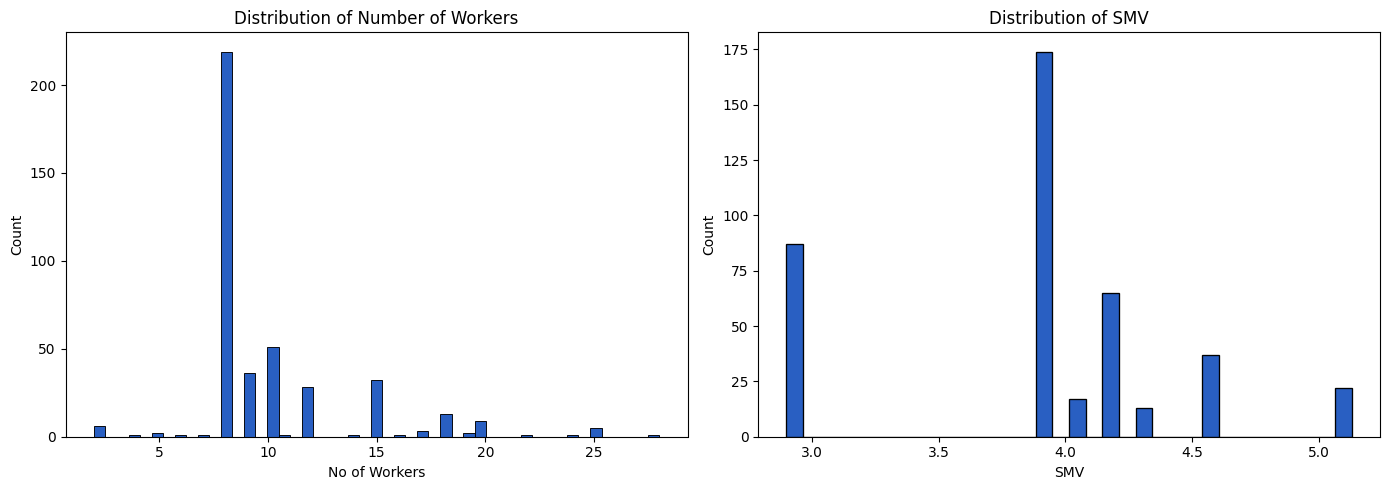 Distribution of Number of Workers
Count
200
150
100
50
0
5 10 15 20 25
No of Workers
Distribution of SMV
Count
175
150
125
100
75
50
25
0
3.0 3.5 4.0 4.5 5.0
SMV